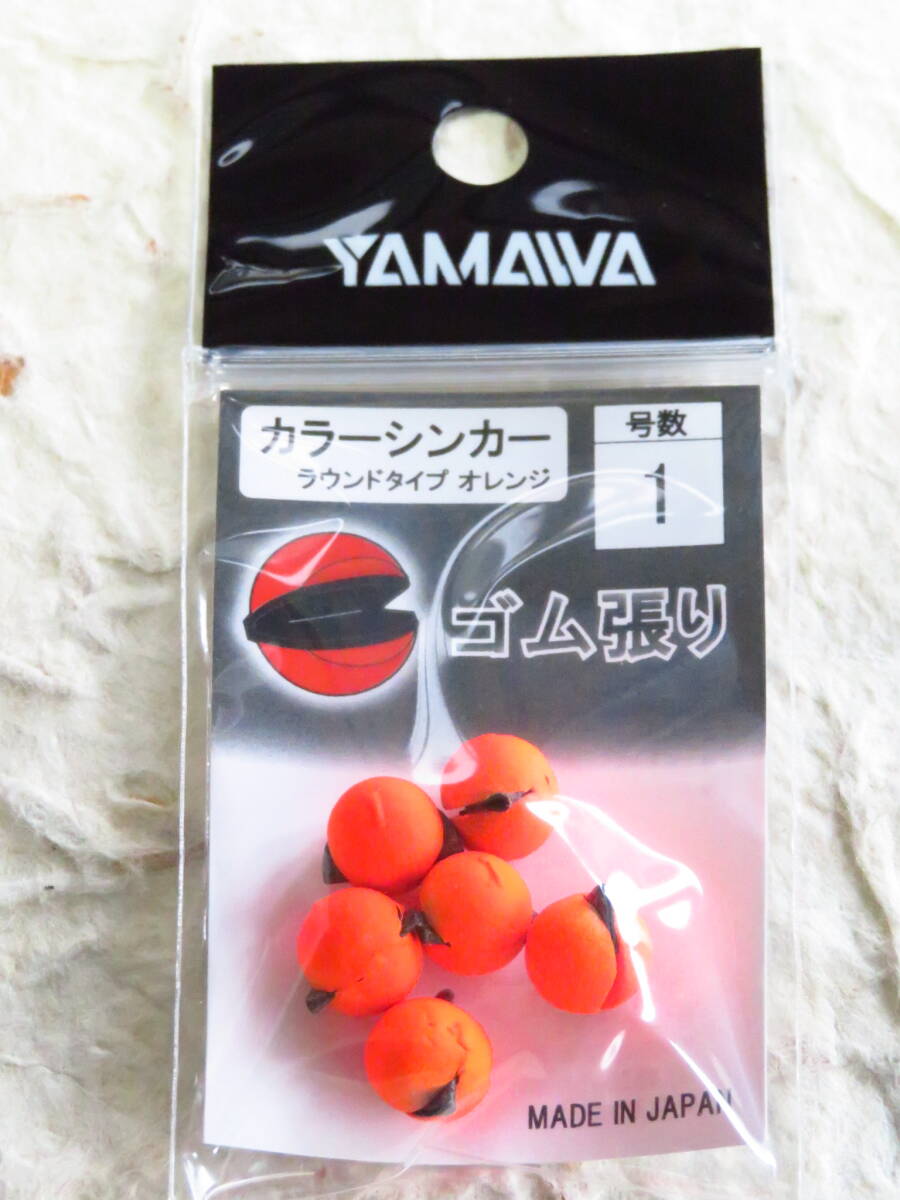 YAMAWA
カラーシンカー
ラウンドタイプ オレンジ
号数
1
ゴム張り
MADE IN JAPAN